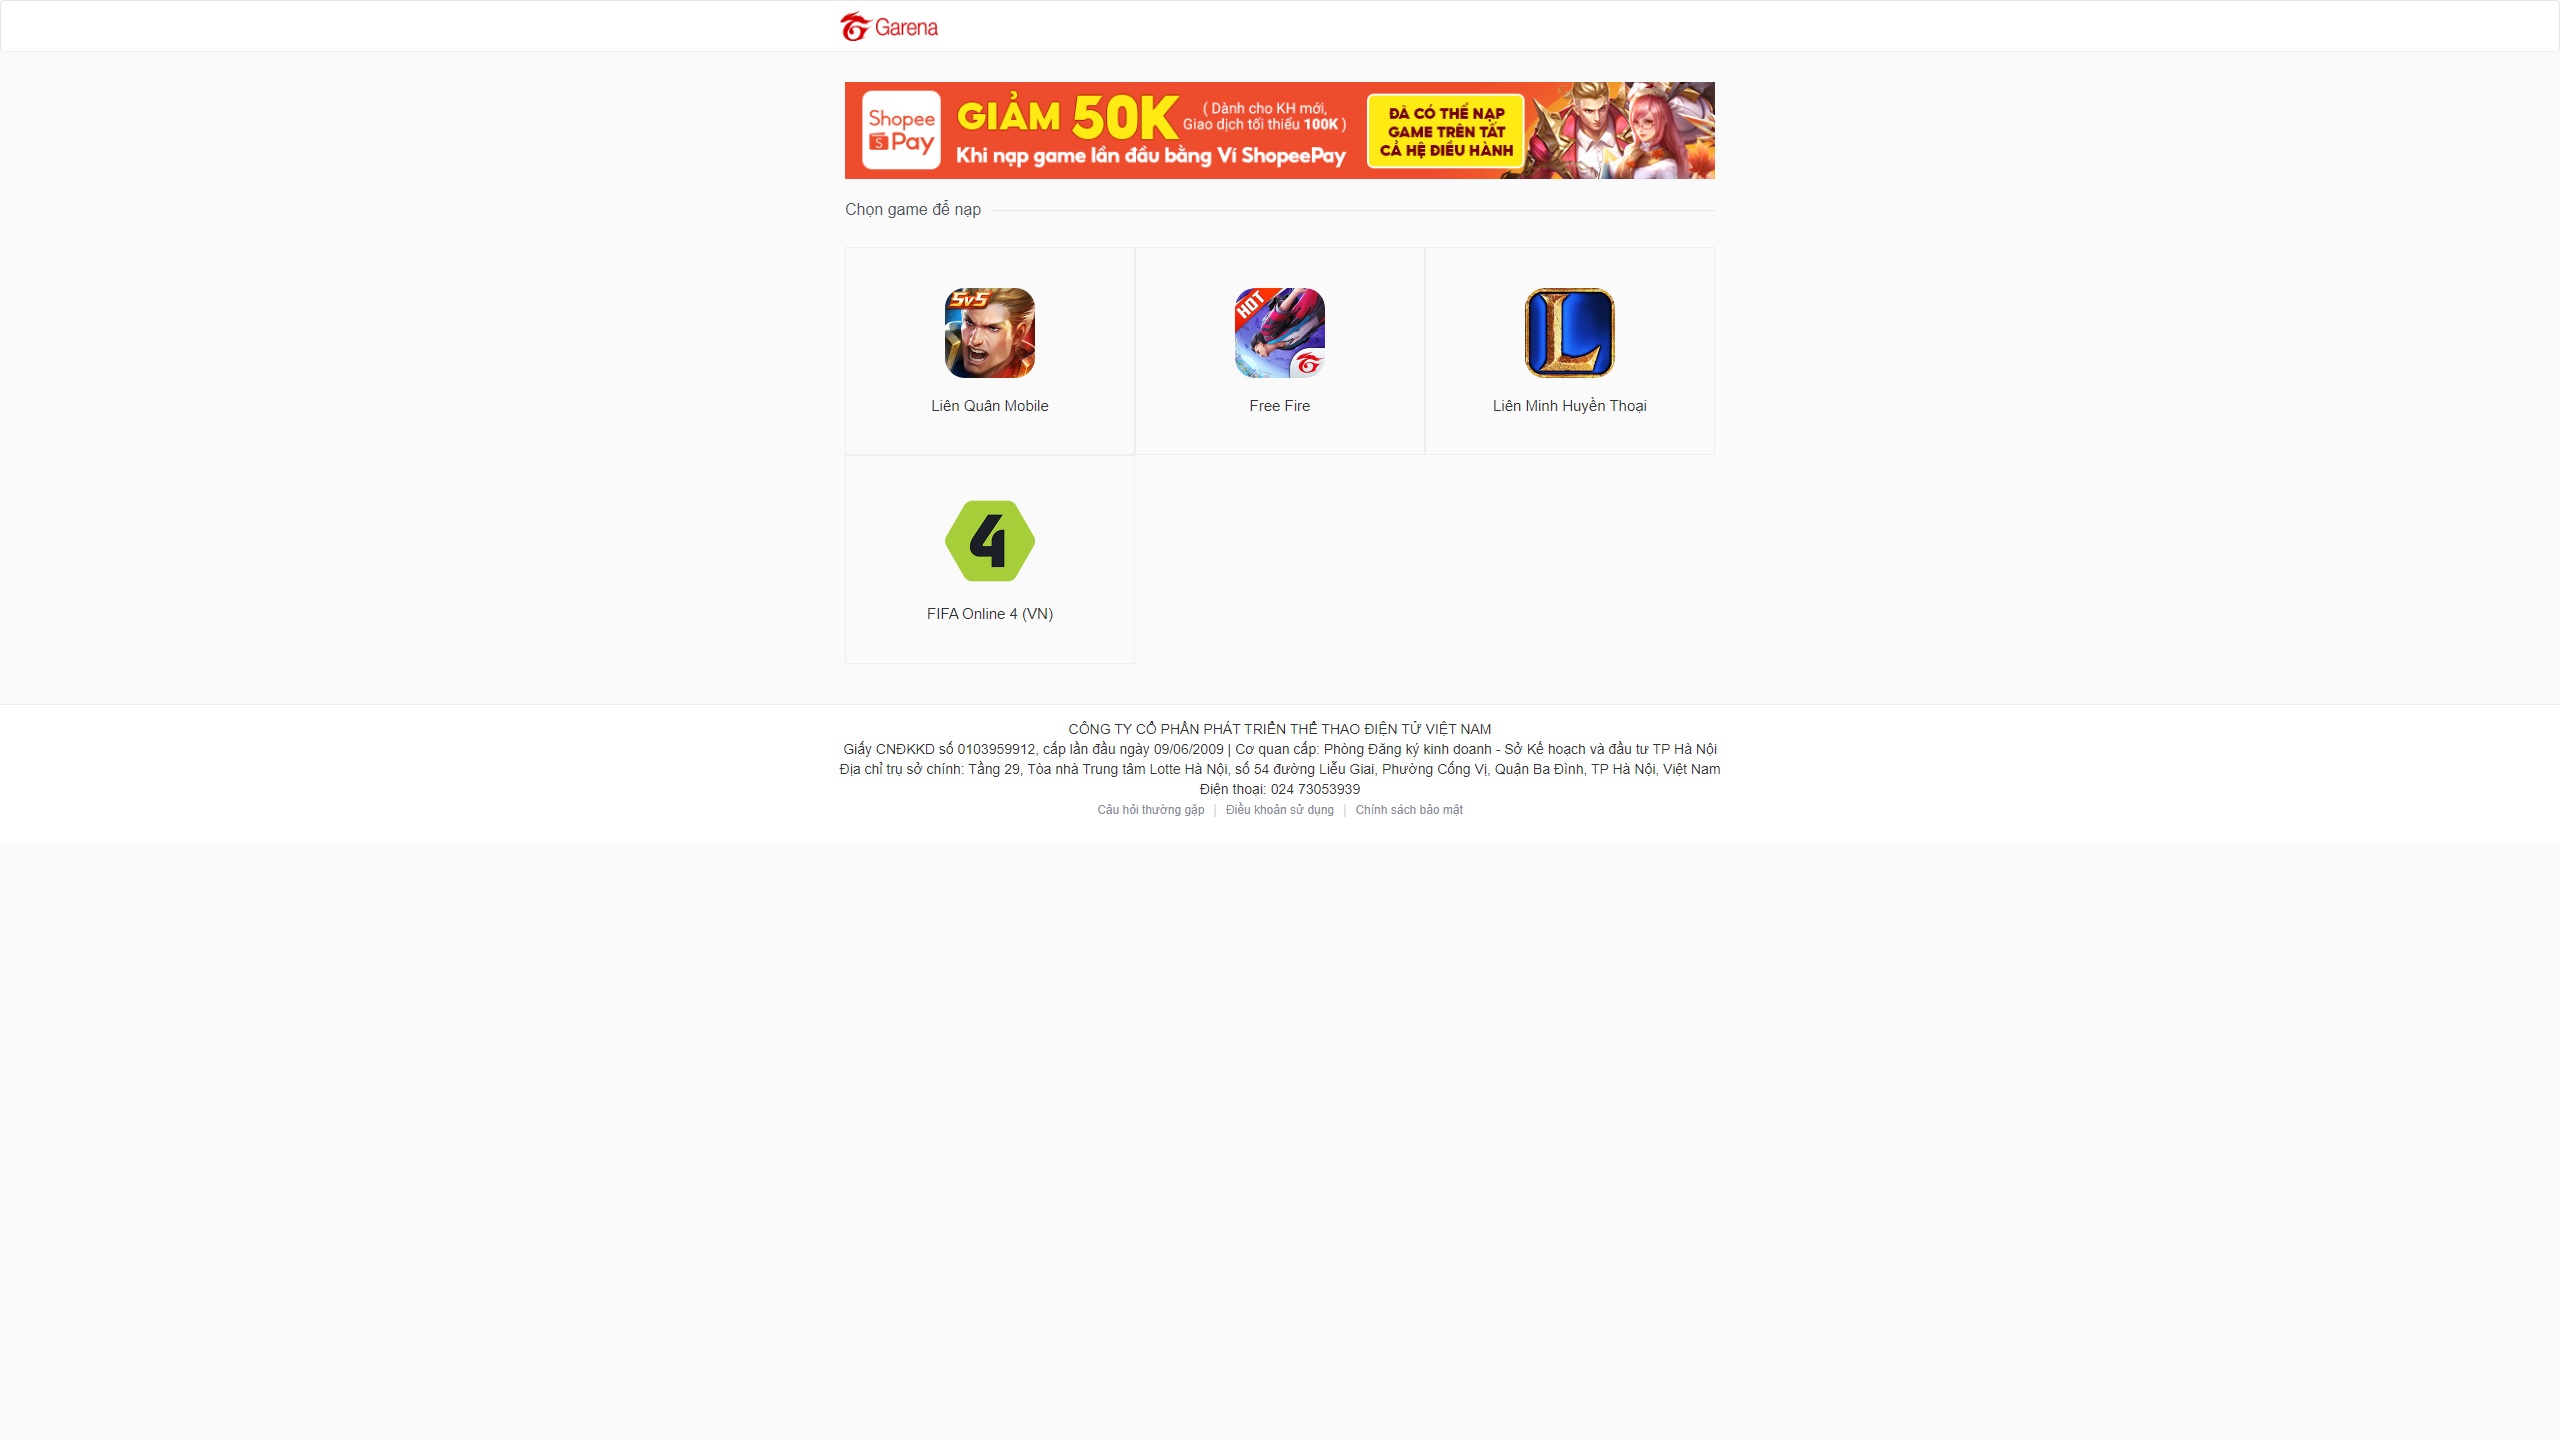 Garena
Shopee
Pay
GIẢM 50K
( Dành cho KH mới,
Giao dịch tối thiểu 100K )
Khi nạp game lần đầu bằng Ví ShopeePay
ĐÃ CÓ THỂ NẠP
GAME TRÊN TẤT
CẢ HỆ ĐIỀU HÀNH
Chọn game để nạp
5v5
HOT
L
Liên Quân Mobile
Free Fire
Liên Minh Huyền Thoại
4
FIFA Online 4 (VN)
CÔNG TY CỔ PHẦN PHÁT TRIỂN THỂ THAO ĐIỆN TỬ VIỆT NAM
Giấy CNĐKKD số 0103959912, cấp lần đầu ngày 09/06/2009 | Cơ quan cấp: Phòng Đăng ký kinh doanh - Sở Kế hoạch và đầu tư TP Hà Nội
Địa chỉ trụ sở chính: Tầng 29, Tòa nhà Trung tâm Lotte Hà Nội, số 54 đường Liễu Giai, Phường Cống Vị, Quận Ba Đình, TP Hà Nội, Việt Nam
Điện thoại: 024 73053939
Câu hỏi thường gặp | Điều khoản sử dụng | Chính sách bảo mật